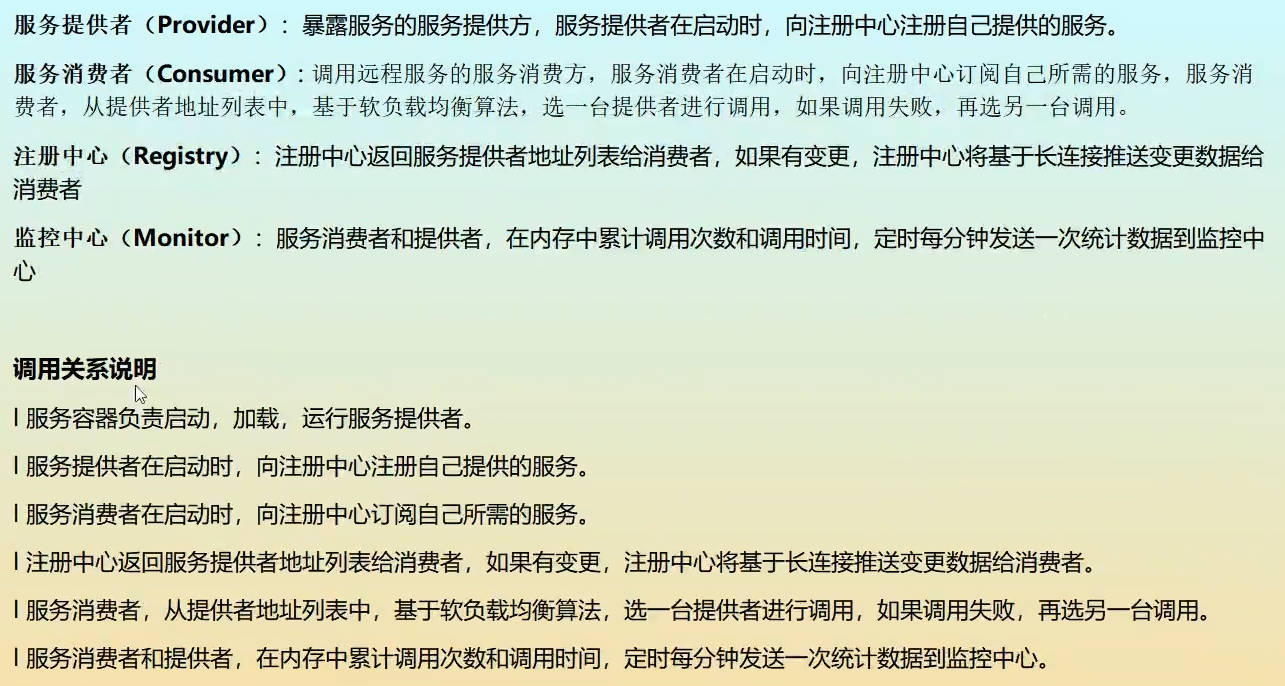 服务提供者（Provider）：暴露服务的服务提供方，服务提供者在启动时，向注册中心注册自己提供的服务。
服务消费者（Consumer）: 调用远程服务的服务消费方，服务消费者在启动时，向注册中心订阅自己所需的服务，服务消
费者，从提供者地址列表中，基于软负载均衡算法，选一台提供者进行调用，如果调用失败，再选另一台调用。
注册中心（Registry）：注册中心返回服务提供者地址列表给消费者，如果有变更，注册中心将基于长连接推送变更数据给
消费者
监控中心（Monitor）：服务消费者和提供者，在内存中累计调用次数和调用时间，定时每分钟发送一次统计数据到监控中
心
调用关系说明
l 服务容器负责启动，加载，运行服务提供者。
l 服务提供者在启动时，向注册中心注册自己提供的服务。
l 服务消费者在启动时，向注册中心订阅自己所需的服务。
l 注册中心返回服务提供者地址列表给消费者，如果有变更，注册中心将基于长连接推送变更数据给消费者。
l 服务消费者，从提供者地址列表中，基于软负载均衡算法，选一台提供者进行调用，如果调用失败，再选另一台调用。
l 服务消费者和提供者，在内存中累计调用次数和调用时间，定时每分钟发送一次统计数据到监控中心。